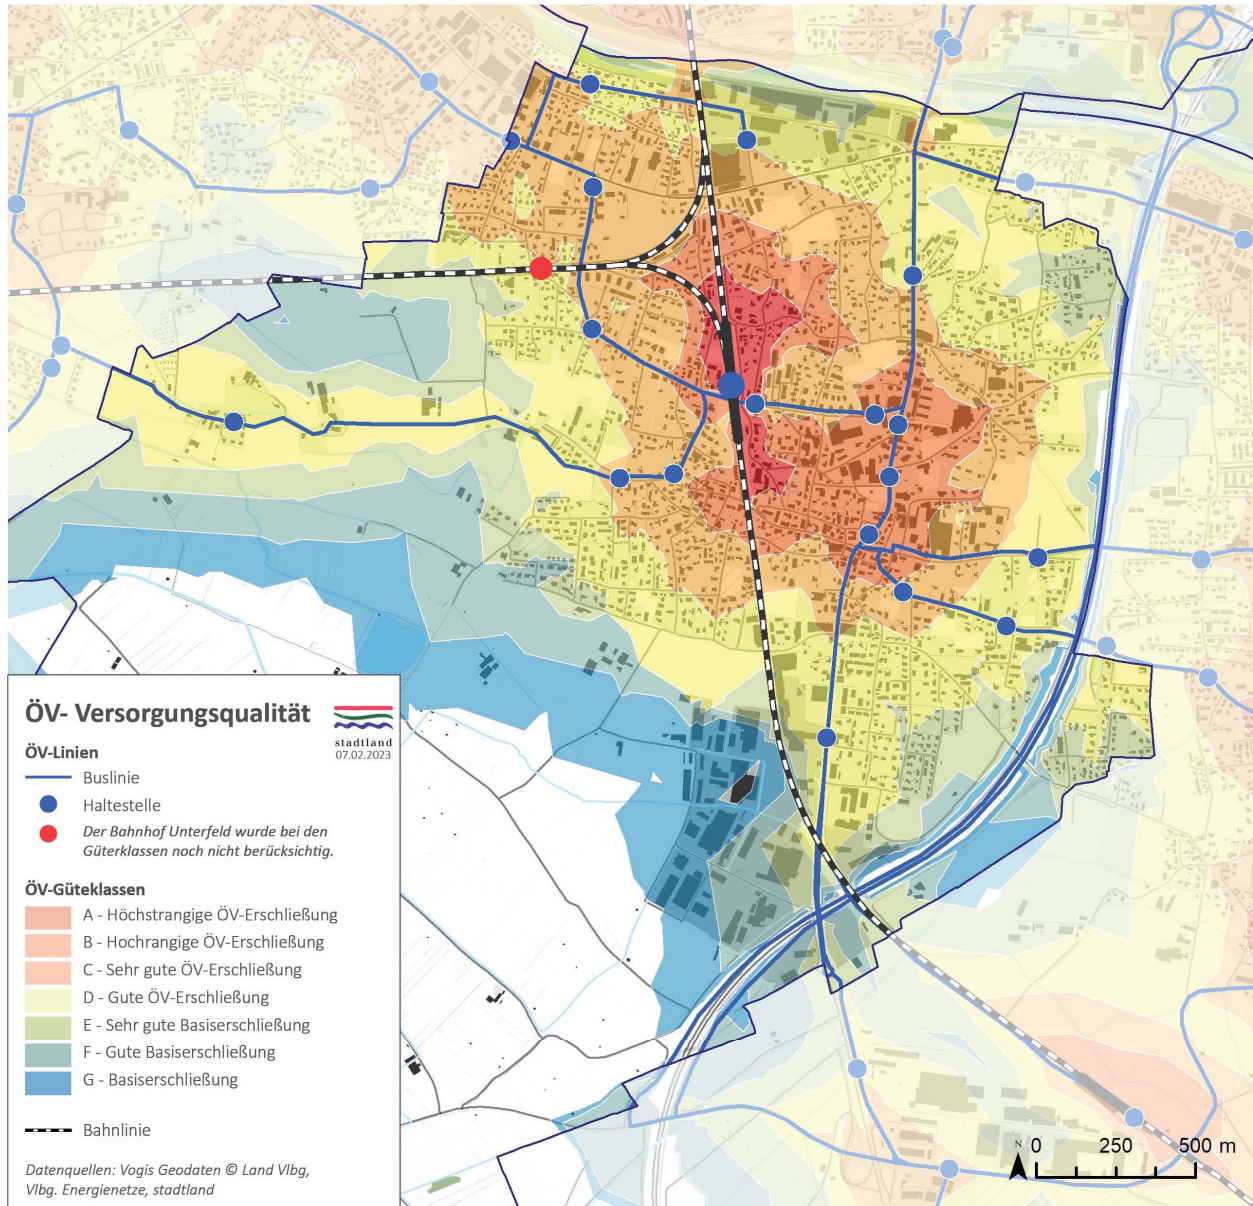 ÖV- Versorgungsqualität
stadtland
07.02.2023
ÖV-Linien
Buslinie
Haltestelle
Der Bahnhof Unterfeld wurde bei den
Güterklassen noch nicht berücksichtig.
ÖV-Güteklassen
A - Höchstrangige ÖV-Erschließung
B - Hochrangige ÖV-Erschließung
C - Sehr gute ÖV-Erschließung
D - Gute ÖV-Erschließung
E - Sehr gute Basiserschließung
F - Gute Basiserschließung
G - Basiserschließung
Bahnlinie
Datenquellen: Vogis Geodaten © Land Vlbg,
Vlbg. Energienetze, stadtland
N 0 250 500 m